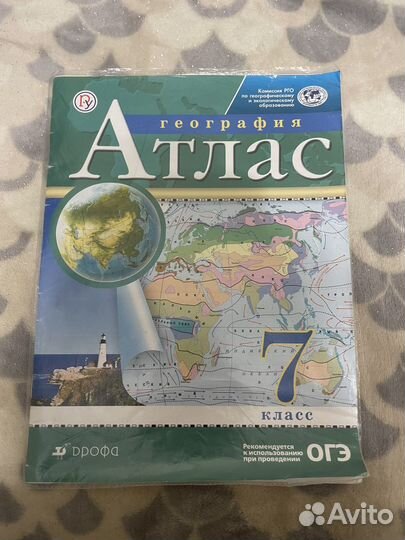 Комиссия РГО
по географическому
и экологическому
образованию
география
Атлас
7
класс
дрофа
Рекомендуется
к использованию
при проведении
ОГЭ
Avito